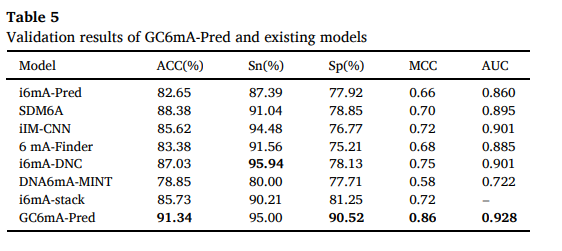 Table 5
Validation results of GC6mA-Pred and existing models
Model ACC(%) Sn(%) Sp(%) MCC AUC
i6mA-Pred 82.65 87.39 77.92 0.66 0.860
SDM6A 88.38 91.04 78.85 0.70 0.895
iIM-CNN 85.62 94.48 76.77 0.72 0.901
6 mA-Finder 83.38 91.56 75.21 0.68 0.885
i6mA-DNC 87.03 95.94 78.13 0.75 0.901
DNA6mA-MINT 78.85 80.00 77.71 0.58 0.722
i6mA-stack 85.73 90.21 81.25 0.72 –
GC6mA-Pred 91.34 95.00 90.52 0.86 0.928